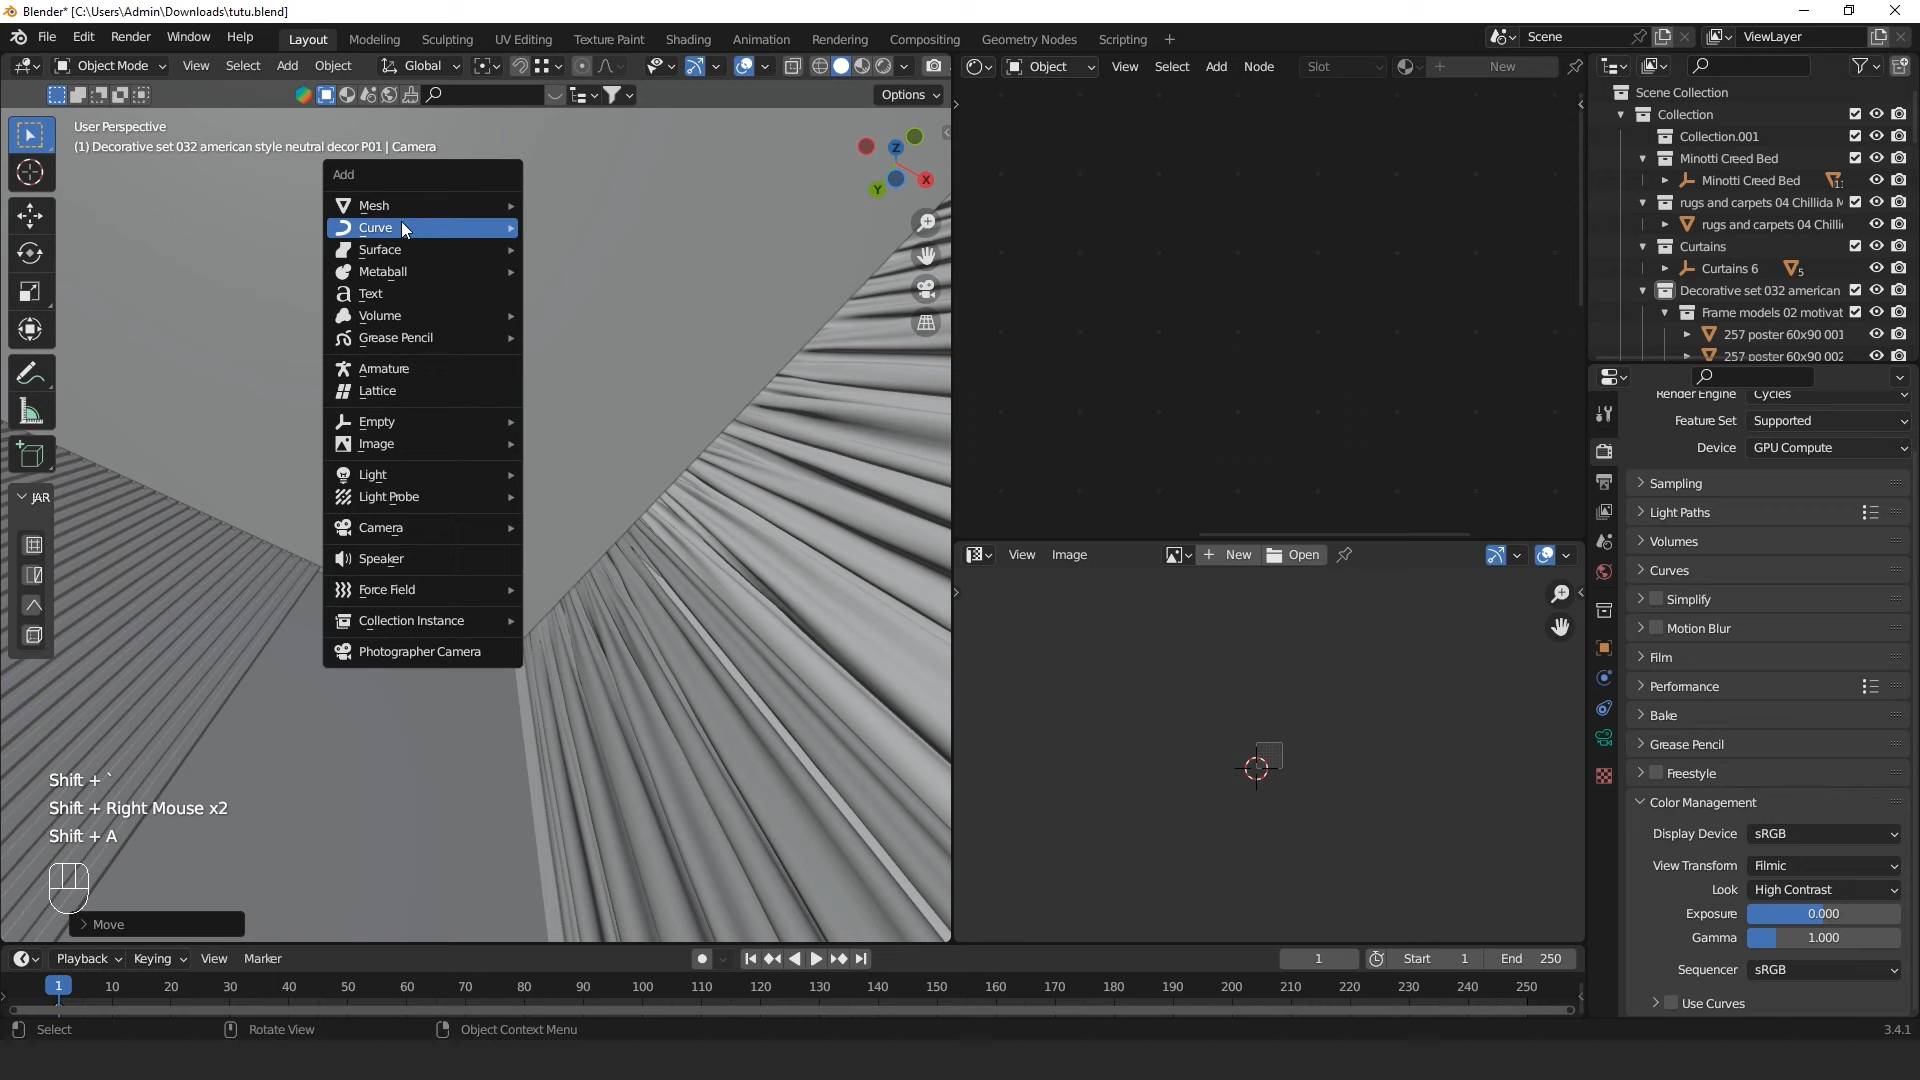 Blender* [C:\Users\Admin\Downloads\tutu.blend]
File Edit Render Window Help Layout Modeling Sculpting UV Editing Texture Paint Shading Animation Rendering Compositing Geometry Nodes Scripting + Scene ViewLayer
Object Mode View Select Add Object Global Object View Select Add Node Slot New
Options
User Perspective
(1) Decorative set 032 american style neutral decor P01 | Camera
Z
X
Y
Add
Mesh
Curve
Surface
Metaball
Text
Volume
Grease Pencil
Armature
Lattice
Empty
Image
Light
Light Probe
Camera
Speaker
Force Field
Collection Instance
Photographer Camera
JAR
Shift + `
Shift + Right Mouse x2
Shift + A
Move
View Image New Open
Scene Collection
Collection
Collection.001
Minotti Creed Bed
Minotti Creed Bed
rugs and carpets 04 Chillida M
rugs and carpets 04 Chilli
Curtains
Curtains 6 5
Decorative set 032 american
Frame models 02 motivat
257 poster 60x90 001
257 poster 60x90 002
Render Engine Cycles
Feature Set Supported
Device GPU Compute
Sampling
Light Paths
Volumes
Curves
Simplify
Motion Blur
Film
Performance
Bake
Grease Pencil
Freestyle
Color Management
Display Device sRGB
View Transform Filmic
Look High Contrast
Exposure 0.000
Gamma 1.000
Sequencer sRGB
Use Curves
Playback Keying View Marker 1 Start 1 End 250
1 10 20 30 40 50 60 70 80 90 100 110 120 130 140 150 160 170 180 190 200 210 220 230 240 250
Select Rotate View Object Context Menu 3.4.1